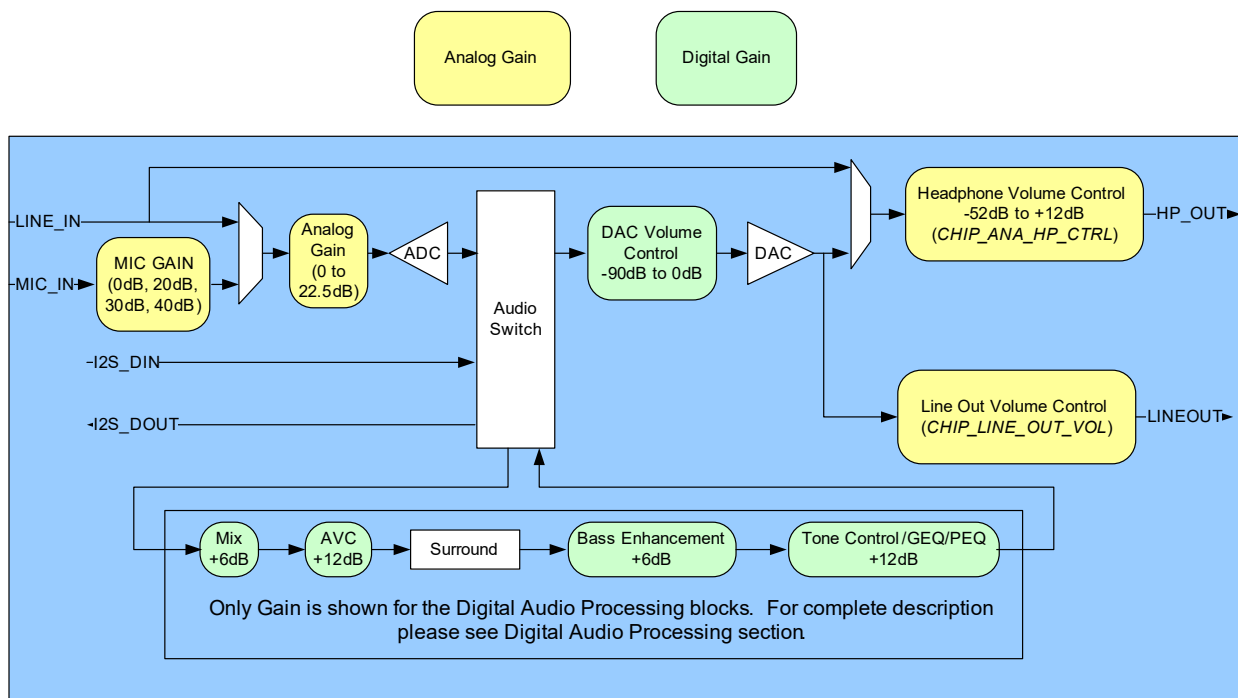 Analog Gain
Digital Gain
LINE_IN
MIC_IN
MIC GAIN
(0dB, 20dB,
30dB, 40dB)
Analog
Gain
(0 to
22.5dB)
ADC
Audio
Switch
DAC Volume
Control
-90dB to 0dB
DAC
Headphone Volume Control
-52dB to +12dB
(CHIP_ANA_HP_CTRL)
HP_OUT
I2S_DIN
I2S_DOUT
Line Out Volume Control
(CHIP_LINE_OUT_VOL)
LINEOUT
Mix
+6dB
AVC
+12dB
Surround
Bass Enhancement
+6dB
Tone Control/GEQ/PEQ
+12dB
Only Gain is shown for the Digital Audio Processing blocks. For complete description
please see Digital Audio Processing section.